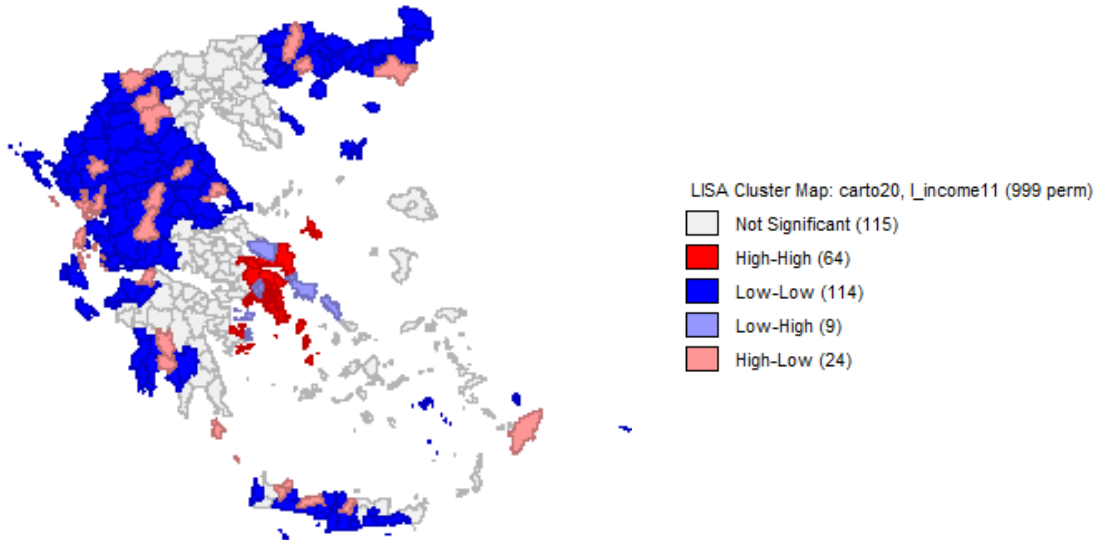 LISA Cluster Map: carto20, I_income11 (999 perm)
Not Significant (115)
High-High (64)
Low-Low (114)
Low-High (9)
High-Low (24)